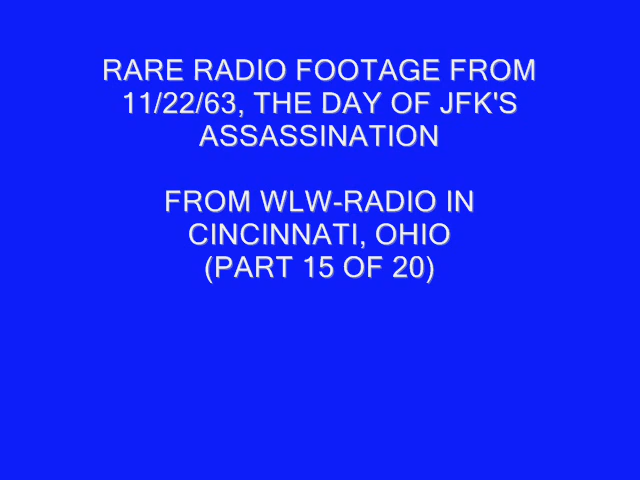 RARE RADIO FOOTAGE FROM
11/22/63, THE DAY OF JFK'S
ASSASSINATION
FROM WLW-RADIO IN
CINCINNATI, OHIO
(PART 15 OF 20)